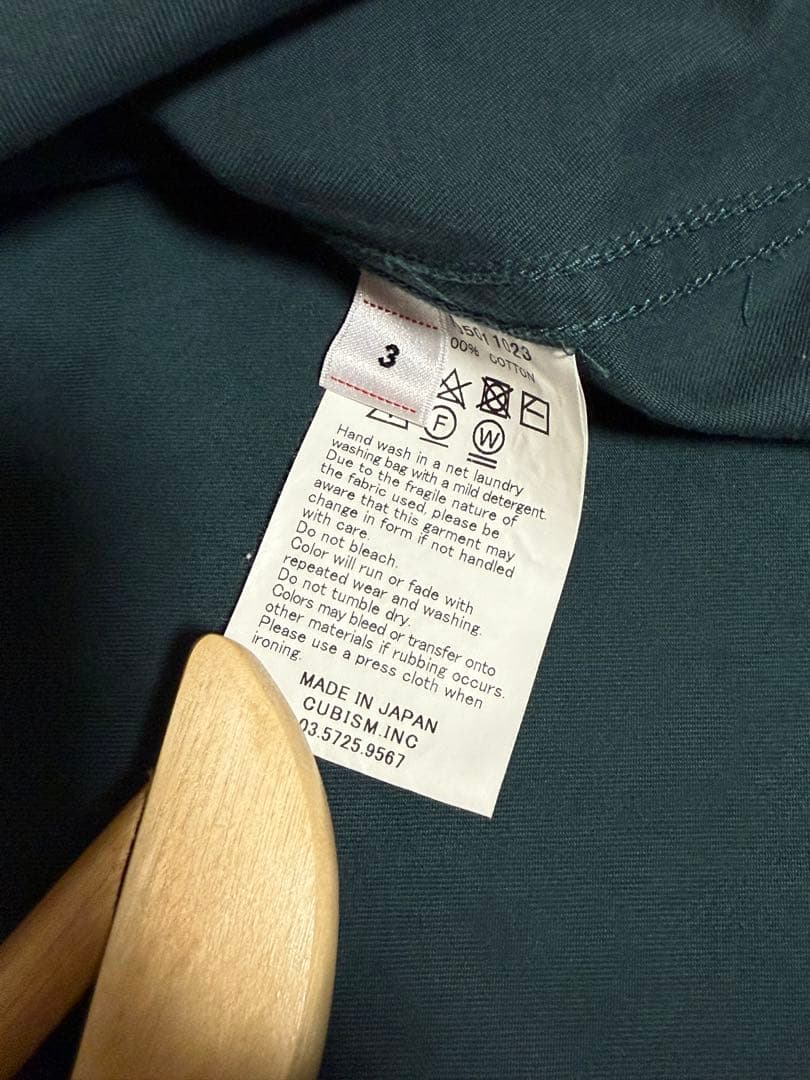 3
1023
00% COTTON
F
W
Hand wash in a net laundry
washing bag with a mild detergent.
Due to the fragile nature of
the fabric used, please be
aware that this garment may
change in form if not handled
with care.
Do not bleach.
Color will run or fade with
repeated wear and washing.
Do not tumble dry.
Colors may bleed or transfer onto
other materials if rubbing occurs.
Please use a press cloth when
ironing.
MADE IN JAPAN
CUBISM.INC
03.5725.9567